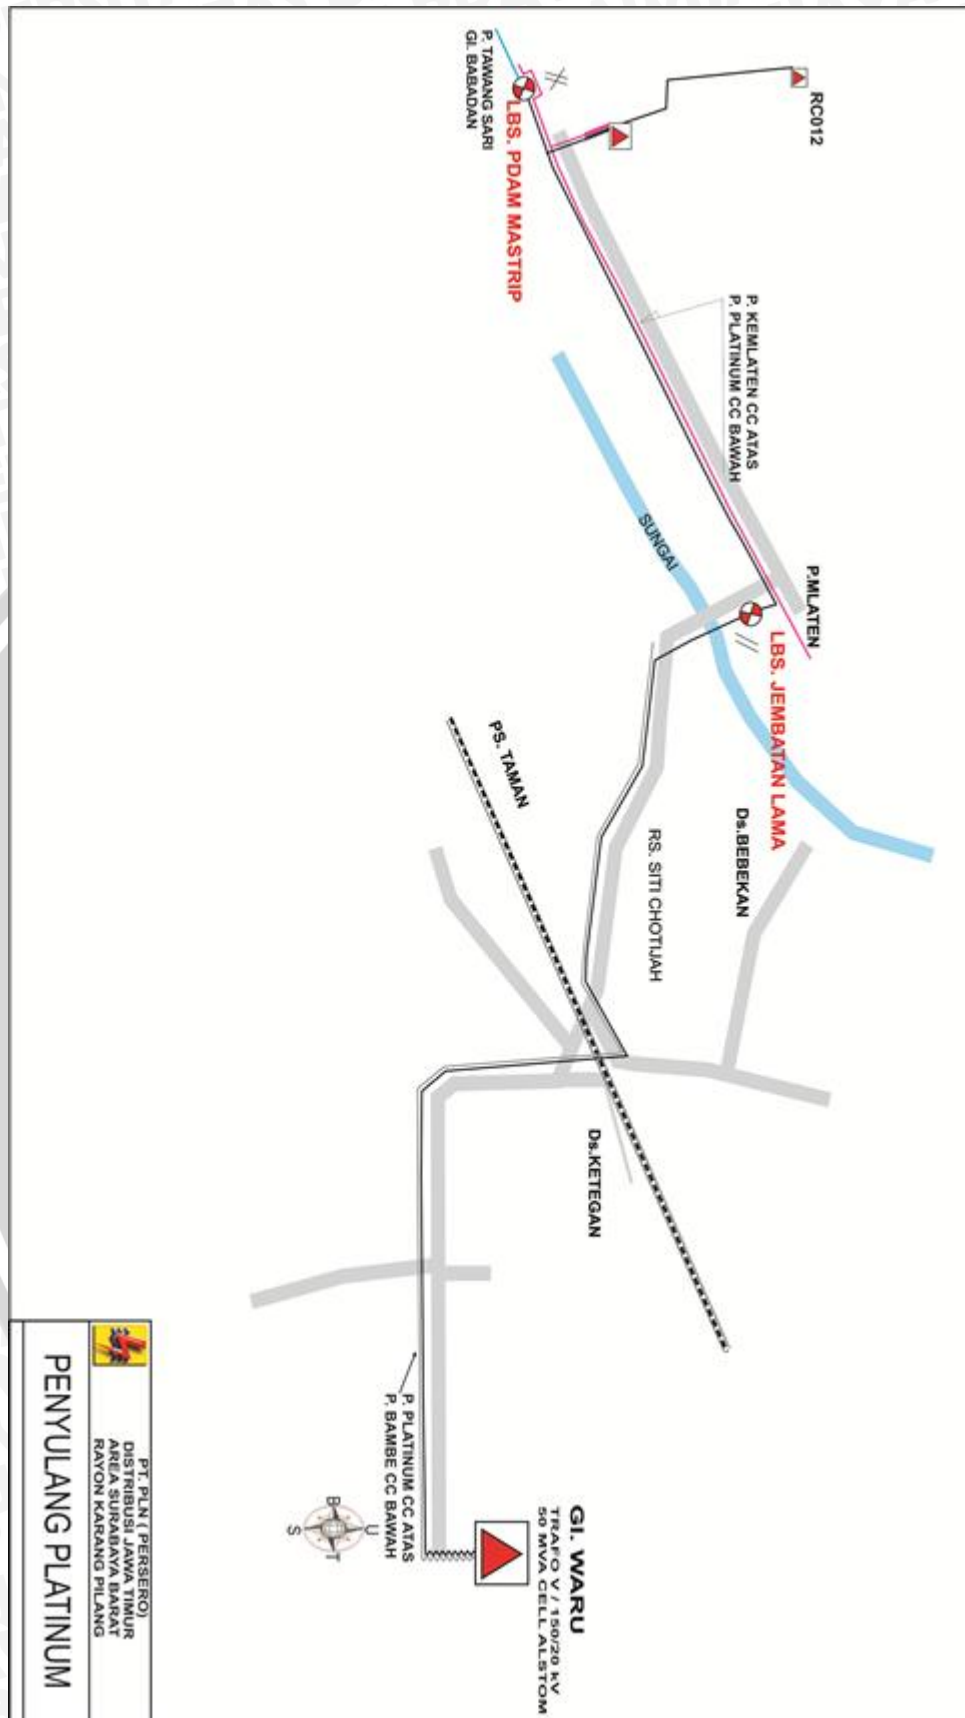 RC012
P. TAWANG SARI
GI. BABADAN
LBS. PDAM MASTRIP
P. KEMLATEN CC ATAS
P. PLATINUM CC BAWAH
SUNGAI
P.MLATEN
LBS. JEMBATAN LAMA
PS. TAMAN
RS. SITI CHOTIJAH
Ds.BEBEKAN
Ds.KETEGAN
P. PLATINUM CC ATAS
P. BAMBE CC BAWAH
GI. WARU
TRAFO V / 150/20 kV
50 MVA CELL ALSTOM
B
U
T
S
PT. PLN ( PERSERO)
DISTRIBUSI JAWA TIMUR
AREA SURABAYA BARAT
RAYON KARANG PILANG
PENYULANG PLATINUM